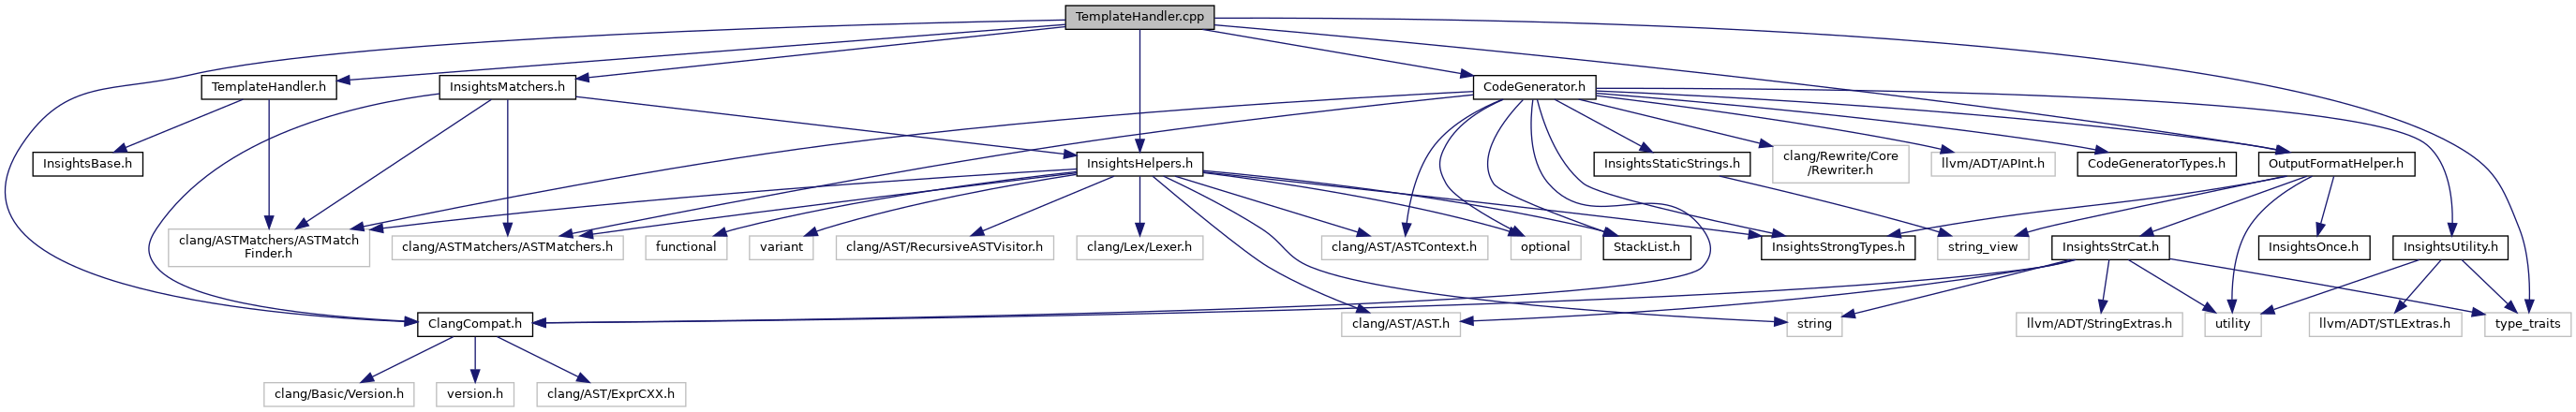 TemplateHandler.cpp
TemplateHandler.h
InsightsMatchers.h
CodeGenerator.h
InsightsBase.h
InsightsHelpers.h
InsightsStaticStrings.h
clang/Rewrite/Core
/Rewriter.h
llvm/ADT/APInt.h
CodeGeneratorTypes.h
OutputFormatHelper.h
clang/ASTMatchers/ASTMatch
Finder.h
clang/ASTMatchers/ASTMatchers.h
functional
variant
clang/AST/RecursiveASTVisitor.h
clang/Lex/Lexer.h
clang/AST/ASTContext.h
optional
StackList.h
InsightsStrongTypes.h
string_view
InsightsStrCat.h
InsightsOnce.h
InsightsUtility.h
ClangCompat.h
clang/AST/AST.h
string
llvm/ADT/StringExtras.h
utility
llvm/ADT/STLExtras.h
type_traits
clang/Basic/Version.h
version.h
clang/AST/ExprCXX.h